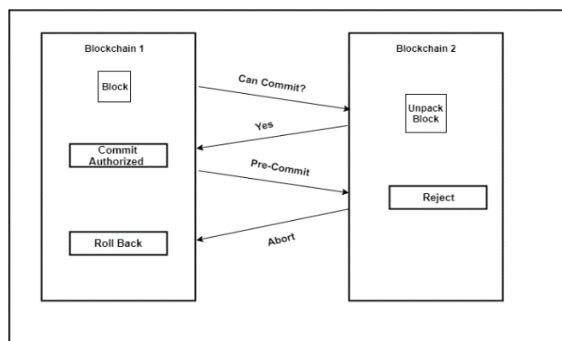 Blockchain 1
Blockchain 2
Block
Can Commit?
Unpack
Block
Yes
Commit
Authorized
Pre-Commit
Reject
Roll Back
Abort